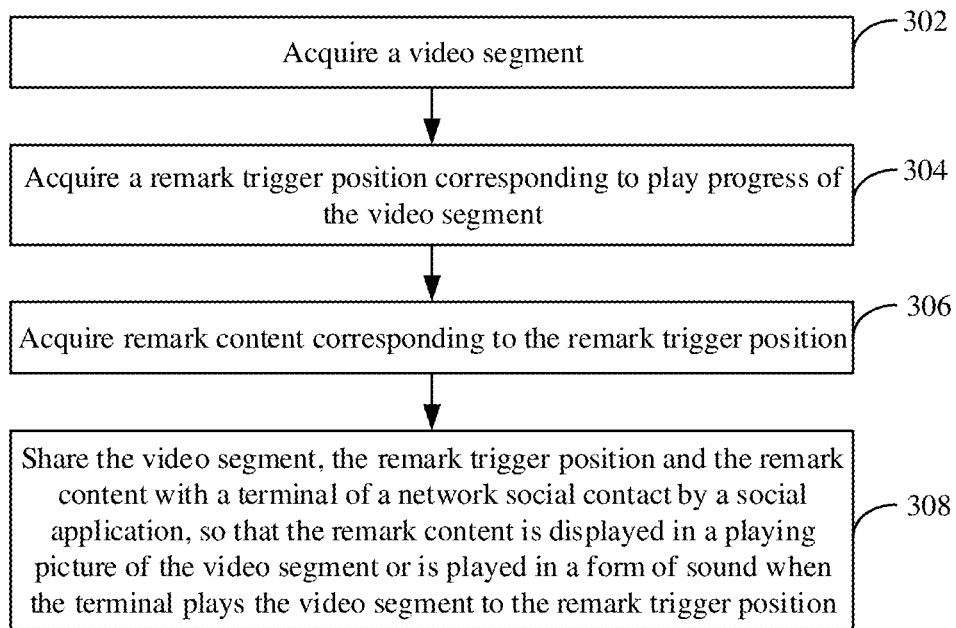 302
Acquire a video segment
304
Acquire a remark trigger position corresponding to play progress of
the video segment
306
Acquire remark content corresponding to the remark trigger position
Share the video segment, the remark trigger position and the remark
content with a terminal of a network social contact by a social
application, so that the remark content is displayed in a playing
308
picture of the video segment or is played in a form of sound when
the terminal plays the video segment to the remark trigger position